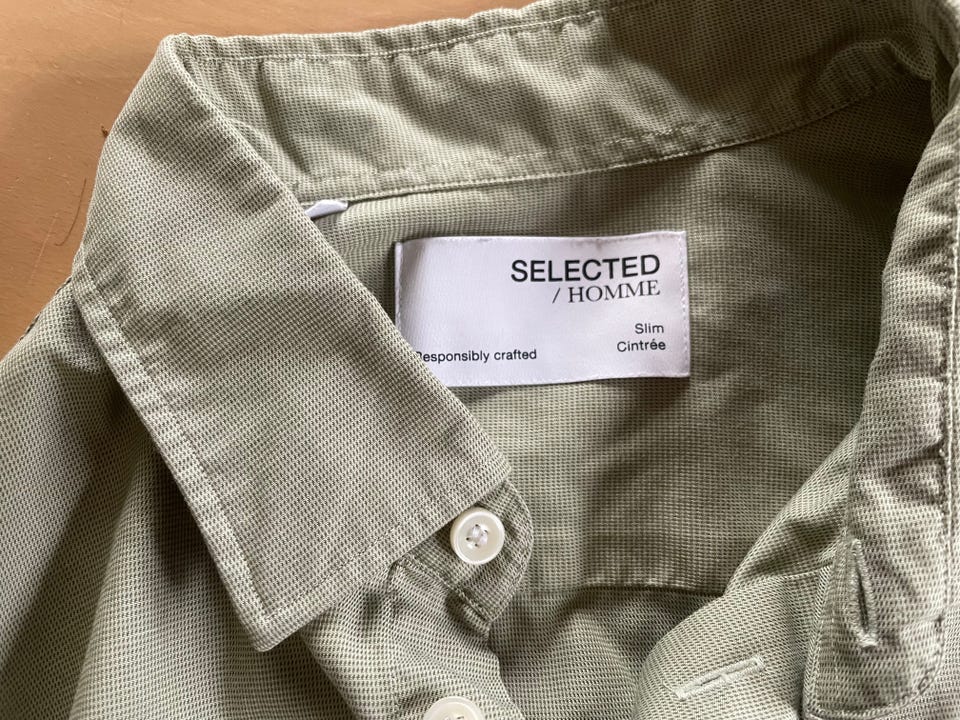 SELECTED
/ HOMME
Slim
Cintrée
Responsibly crafted